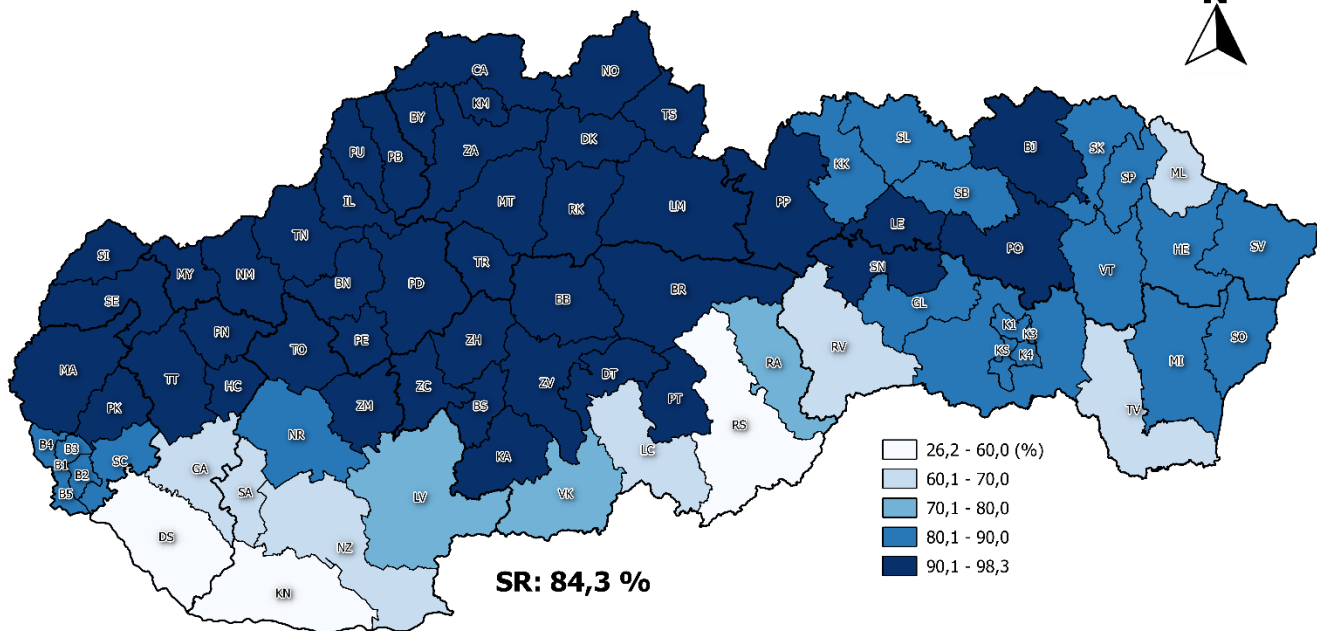 N
CA
NO
KM
TS
BY
PU
PB
ZA
DK
SL
BJ
SK
KK
SP
ML
IL
MT
RK
LM
PP
SB
LE
TN
PO
HE
SV
SI
MY
NM
BN
PD
TR
SN
VT
SE
BB
BR
GL
PN
TO
PE
ZH
K1
K3
SO
MA
TT
HC
ZM
ZC
ZV
DT
RA
RV
KS
K4
MI
PK
BS
PT
B4
B3
NR
RS
TV
B1
B2
SC
GA
KA
LC
B5
SA
LV
VK
DS
NZ
KN
26,2 - 60,0 (%)
60,1 - 70,0
70,1 - 80,0
80,1 - 90,0
90,1 - 98,3
SR: 84,3 %